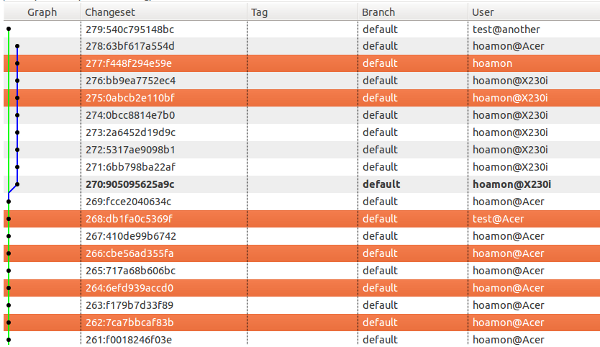 Graph Changeset Tag Branch User
279:540c795148bc default test@another
278:63bf617a554d default hoamon@Acer
277:f448f294e59e default hoamon
276:bb9ea7752ec4 default hoamon@X230i
275:0abcb2e110bf default hoamon@X230i
274:0bcc8814e7b0 default hoamon@X230i
273:2a6452d19d9c default hoamon@X230i
272:5317ae9098b1 default hoamon@X230i
271:6bb798ba22af default hoamon@X230i
270:905095625a9c default hoamon@X230i
269:fcce2040634c default hoamon@Acer
268:db1fa0c5369f default test@Acer
267:410de99b6742 default hoamon@Acer
266:cbe56ad355fa default hoamon@Acer
265:717a68b606bc default hoamon@Acer
264:6efd939accd0 default hoamon@Acer
263:f179b7d33f89 default hoamon@Acer
262:7ca7bbcaf83b default hoamon@Acer
261:f0018246f03e default hoamon@Acer